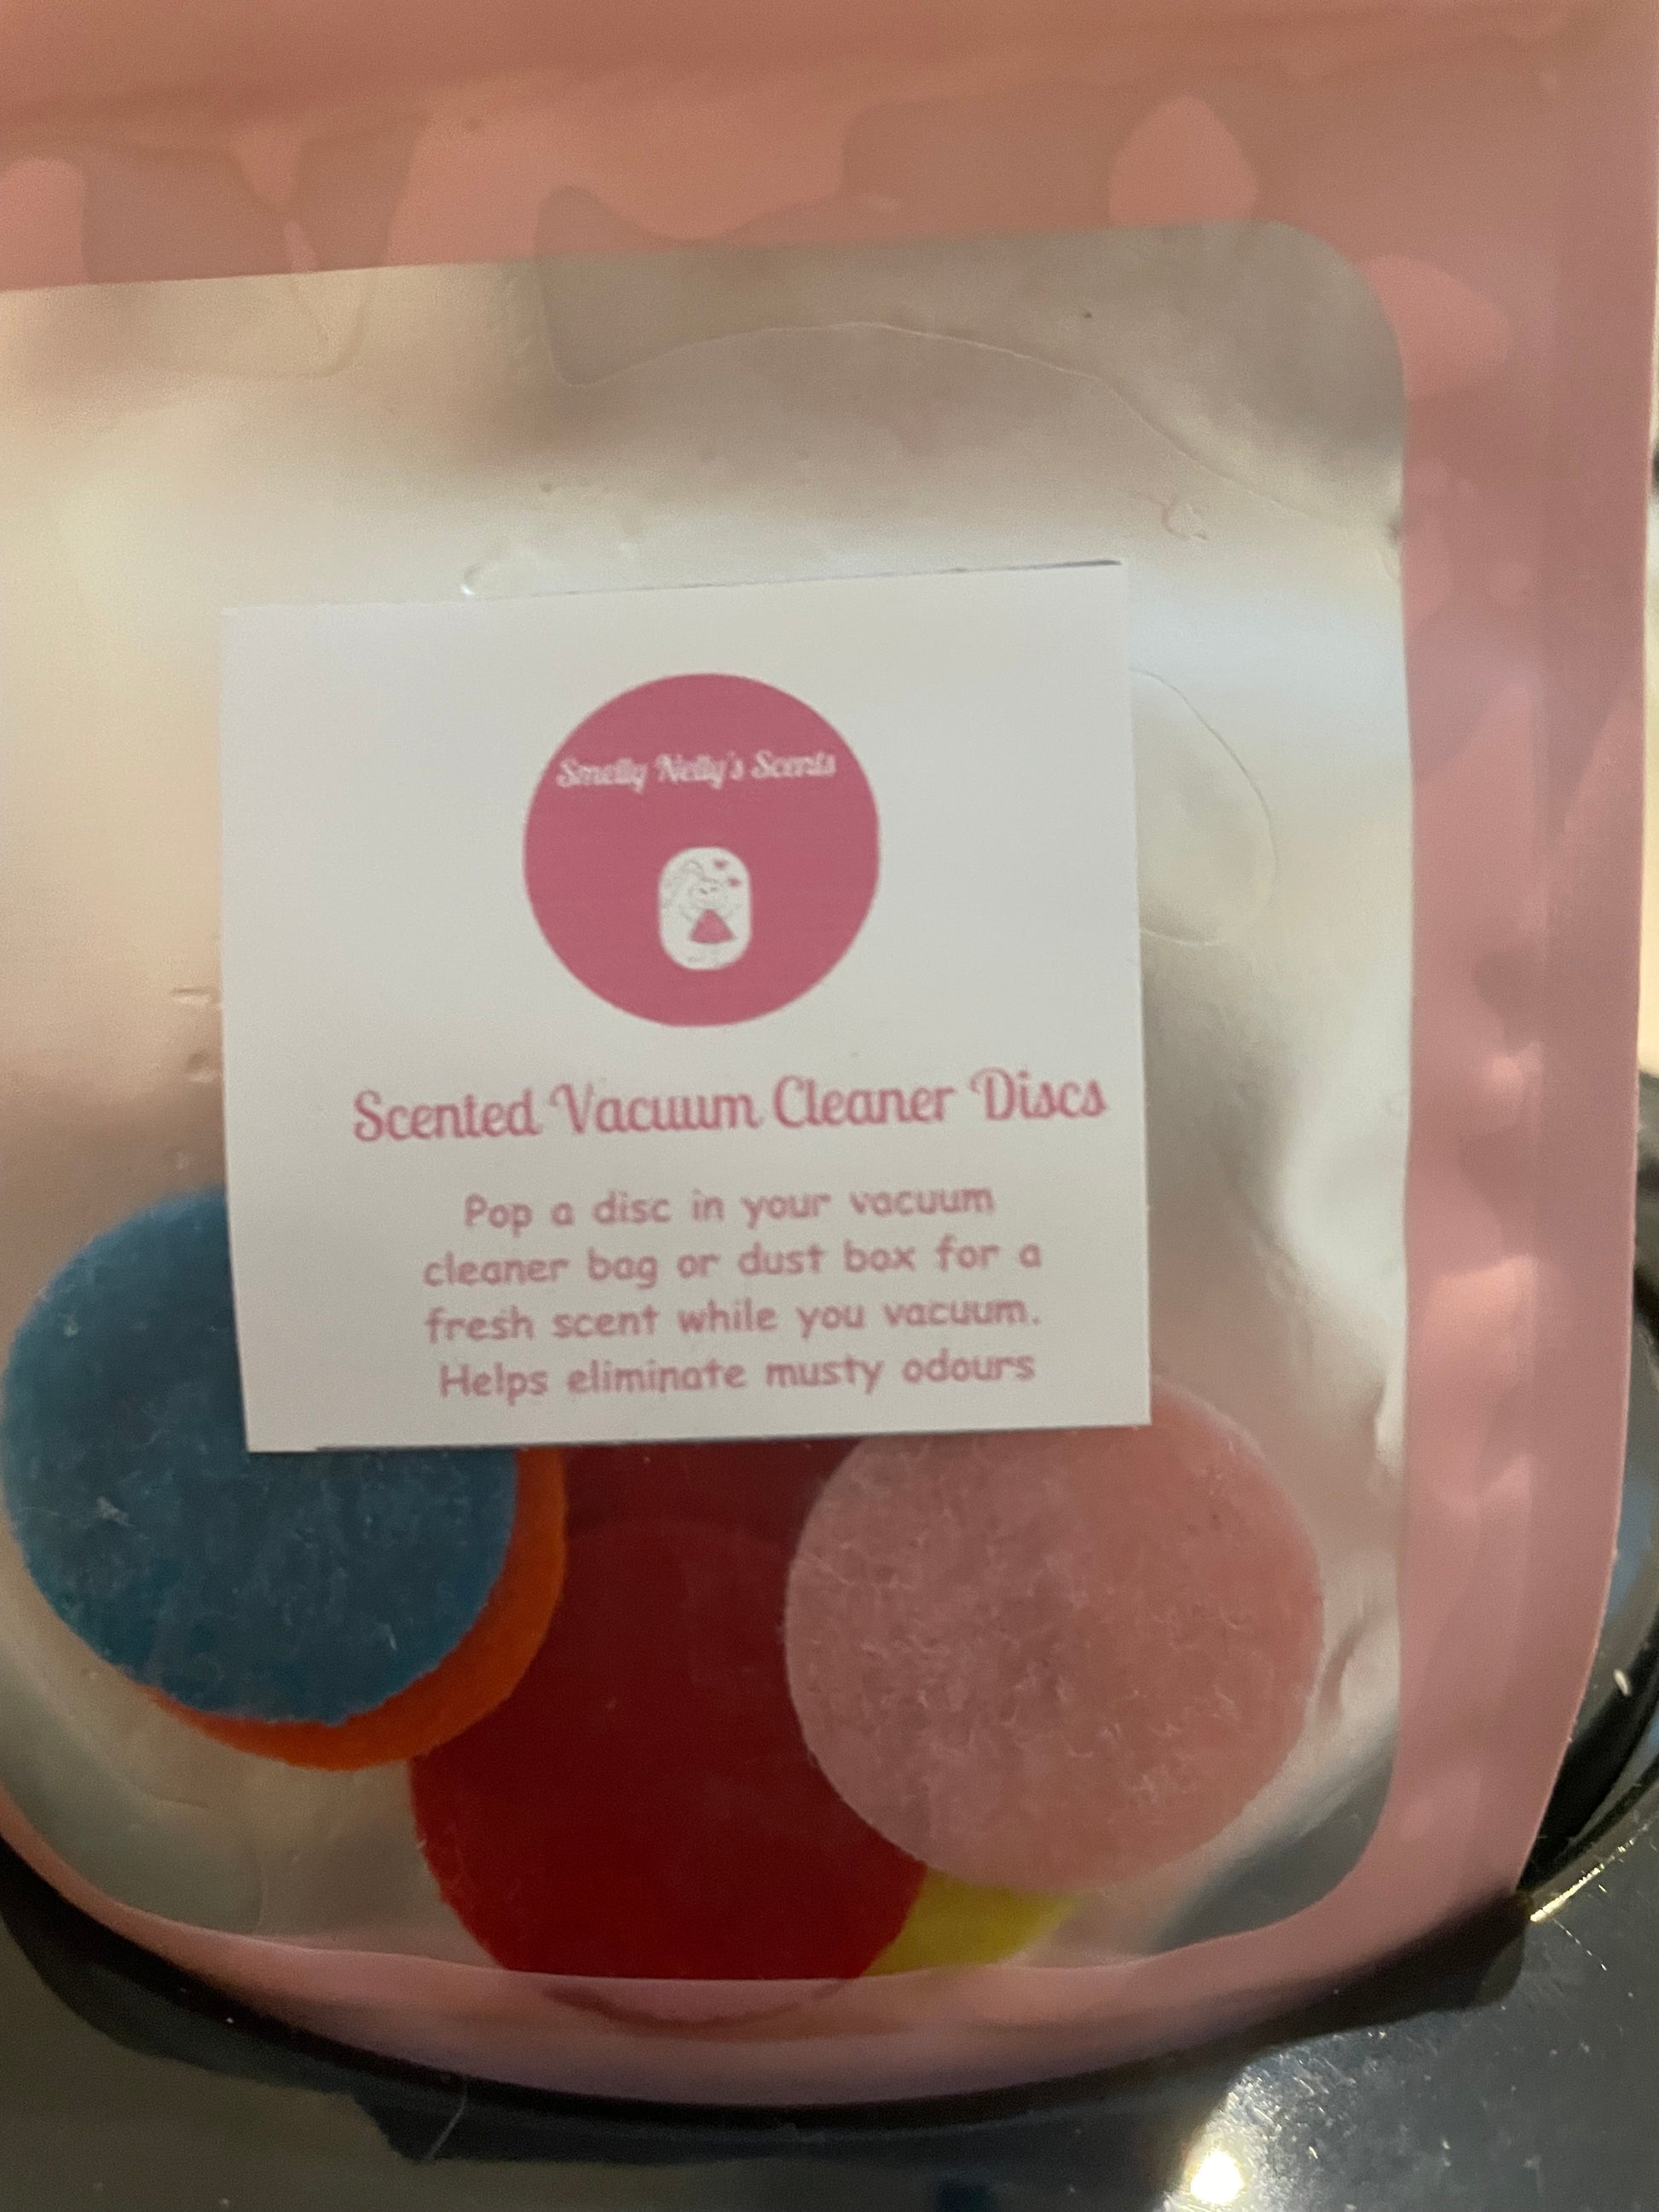 Smelly Nelly's Scents
Scented Vacuum Cleaner Discs
Pop a disc in your vacuum
cleaner bag or dust box for a
fresh scent while you vacuum.
Helps eliminate musty odours